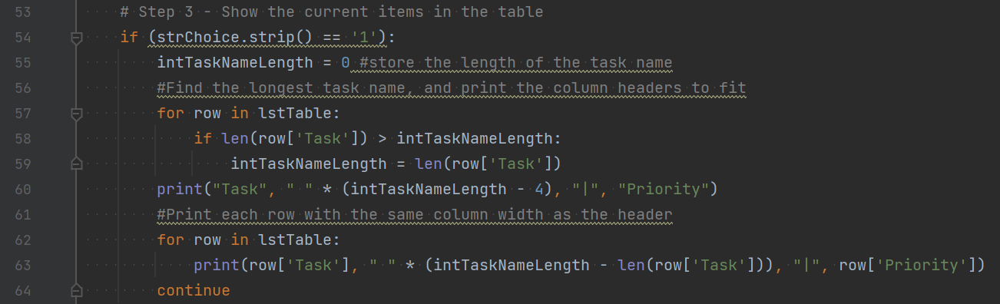 53 # Step 3 - Show the current items in the table
54 if (strChoice.strip() == '1'):
55 intTaskNameLength = 0 #store the length of the task name
56 #Find the longest task name, and print the column headers to fit
57 for row in lstTable:
58 if len(row['Task']) > intTaskNameLength:
59 intTaskNameLength = len(row['Task'])
60 print("Task", " " * (intTaskNameLength - 4), "|", "Priority")
61 #Print each row with the same column width as the header
62 for row in lstTable:
63 print(row['Task'], " " * (intTaskNameLength - len(row['Task'])), "|", row['Priority'])
64 continue